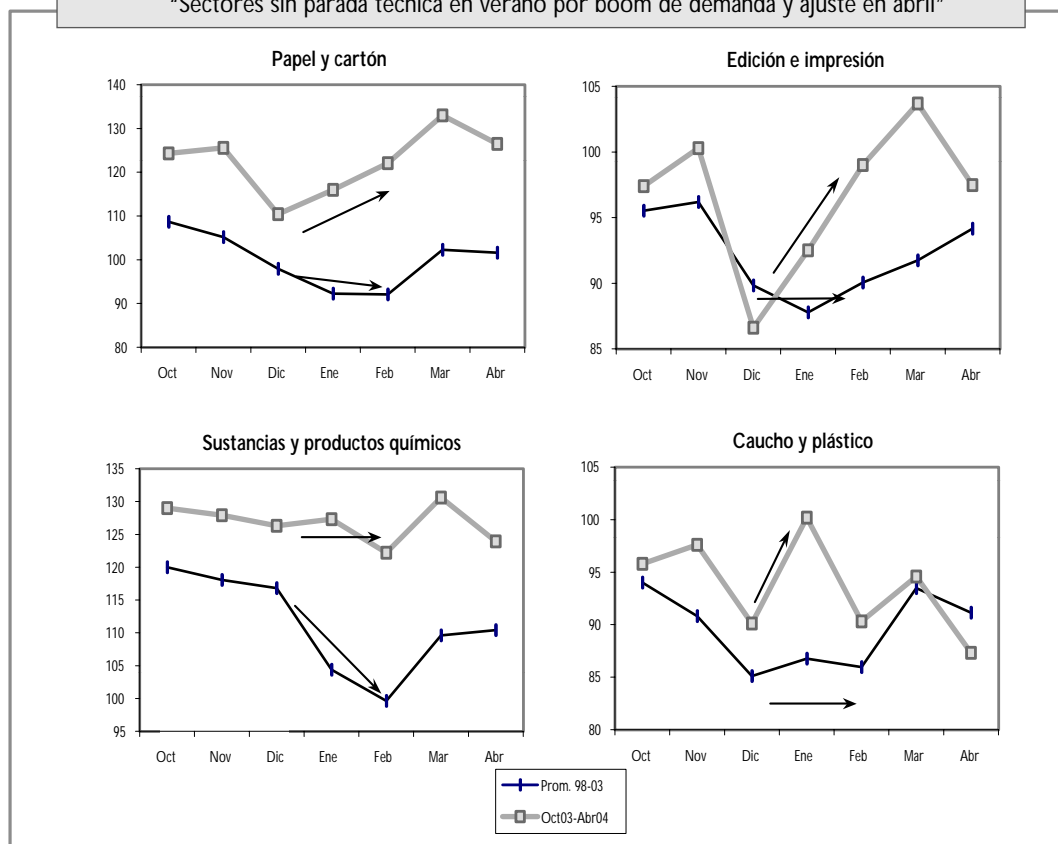 "Sectores sin parada técnica en verano por boom de demanda y ajuste en abril"
Papel y cartón
140
130
120
110
100
90
80
Oct Nov Dic Ene Feb Mar Abr
Edición e impresión
105
100
95
90
85
Oct Nov Dic Ene Feb Mar Abr
Sustancias y productos químicos
135
130
125
120
115
110
105
100
95
Oct Nov Dic Ene Feb Mar Abr
Caucho y plástico
105
100
95
90
85
80
Oct Nov Dic Ene Feb Mar Abr
Prom. 98-03
Oct03-Abr04